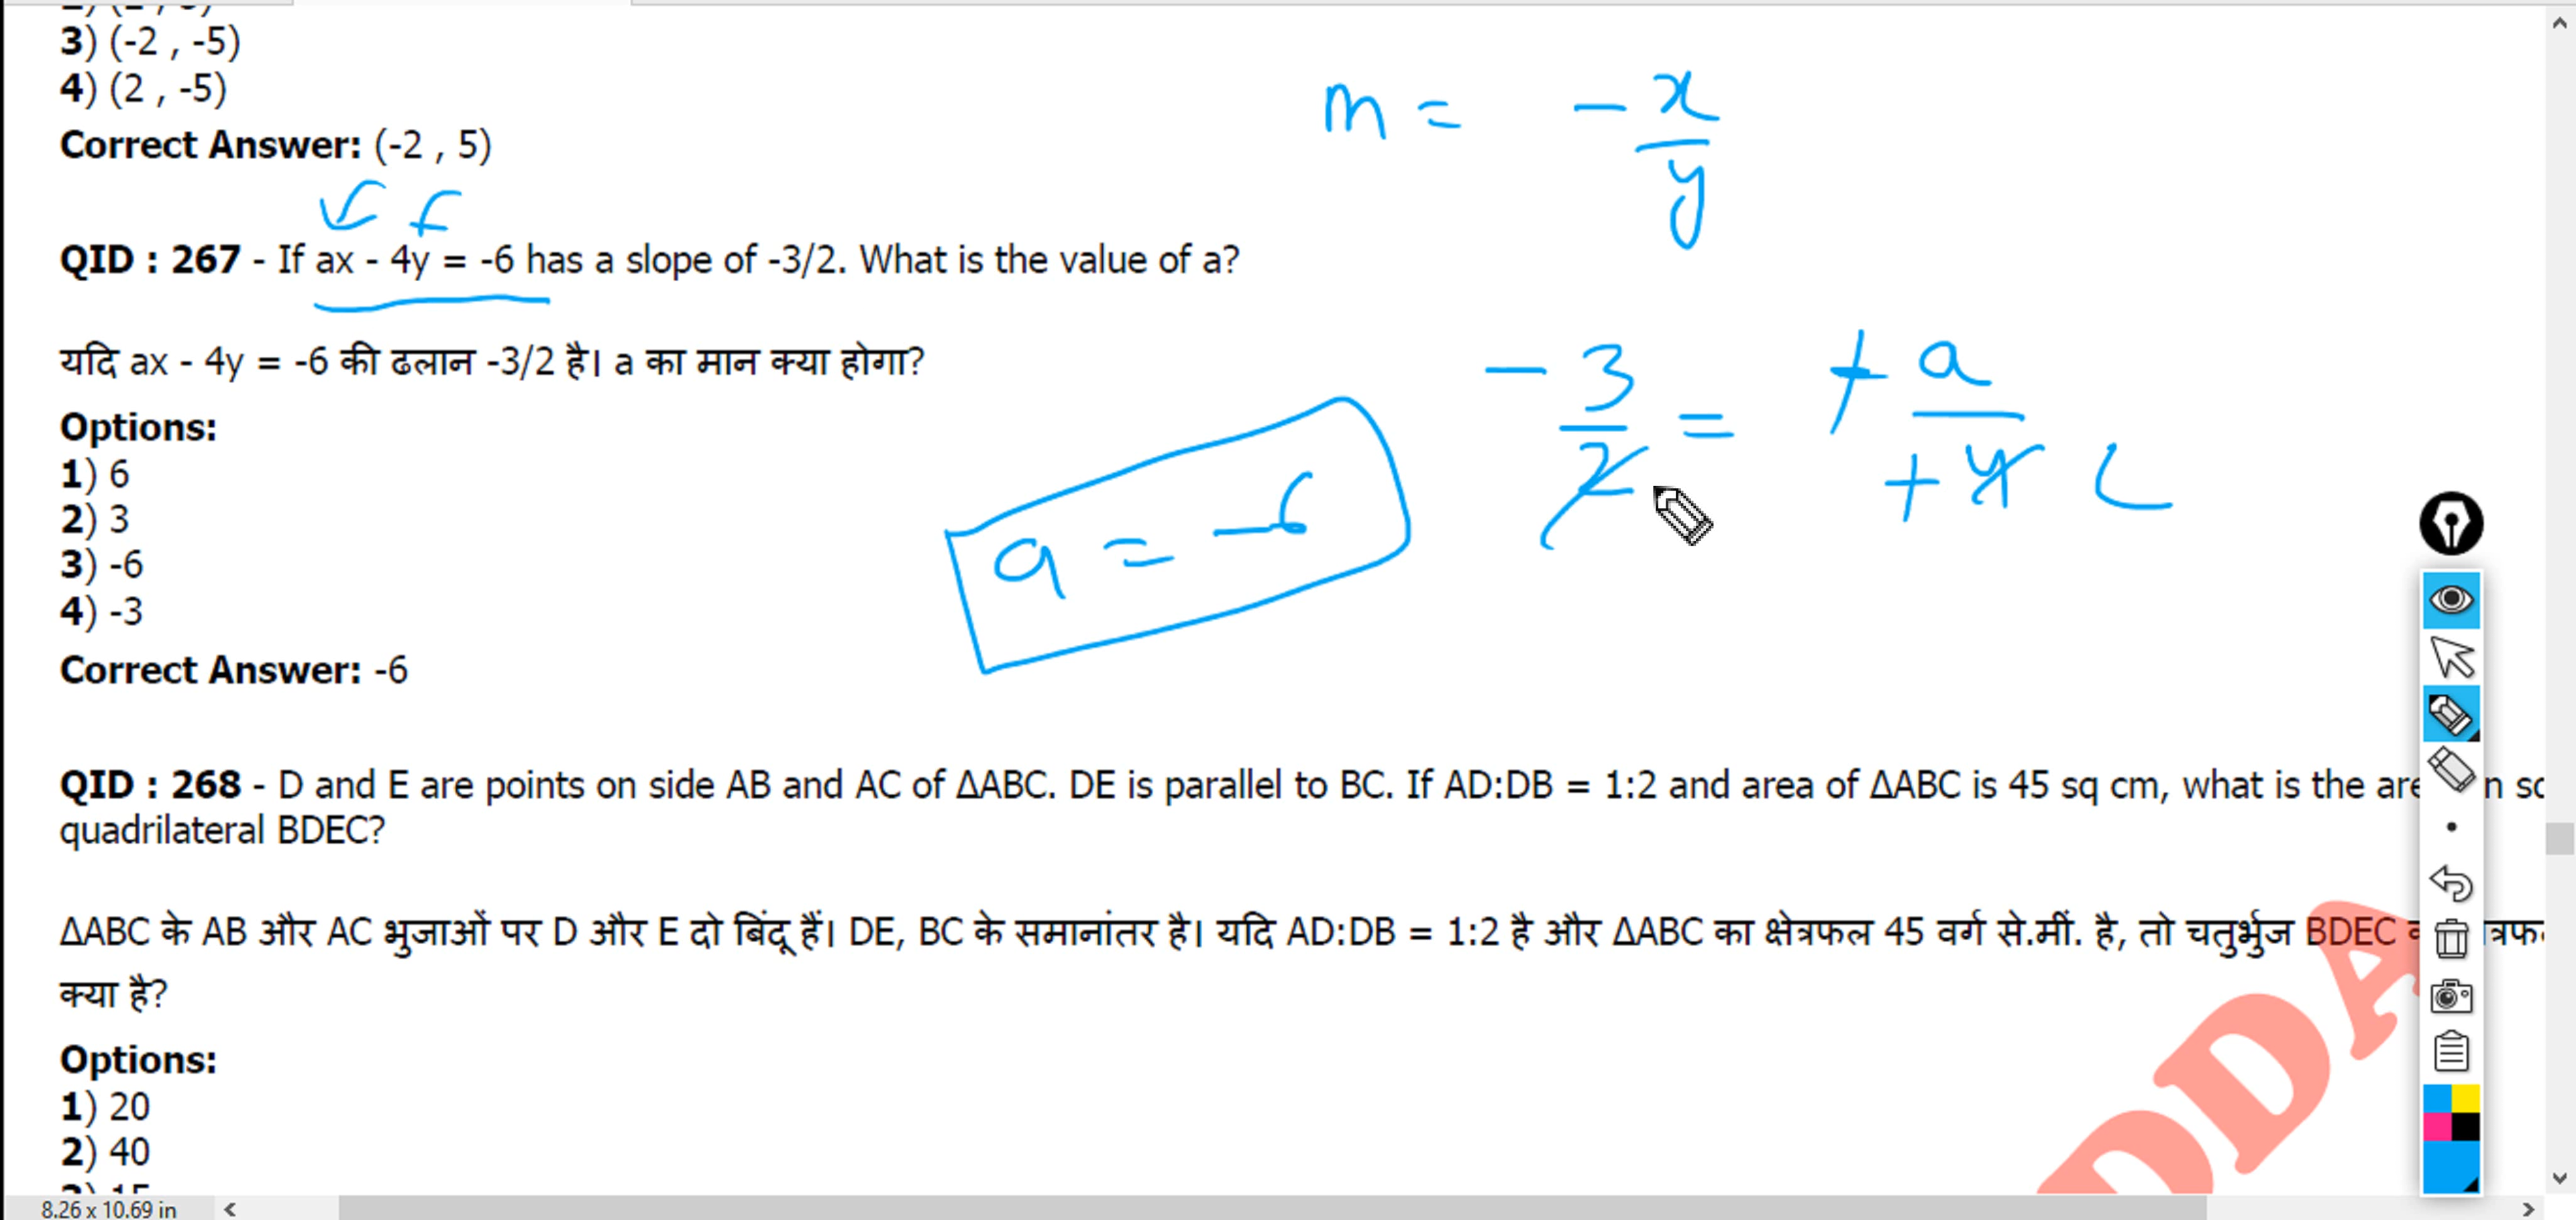 3) (-2 , -5)
4) (2 , -5)
Correct Answer: (-2 , 5)
m = - x/y
QID : 267 - If ax - 4y = -6 has a slope of -3/2. What is the value of a?
यदि ax - 4y = -6 की ढलान -3/2 है। a का मान क्या होगा?
- 3/2 = + a/+4
Options:
1) 6
2) 3
3) -6
4) -3
a = -6
Correct Answer: -6
QID : 268 - D and E are points on side AB and AC of ΔABC. DE is parallel to BC. If AD:DB = 1:2 and area of ΔABC is 45 sq cm, what is the
quadrilateral BDEC?
ΔABC के AB और AC भुजाओं पर D और E दो बिंदू हैं। DE, BC के समानांतर है। यदि AD:DB = 1:2 है और ΔABC का क्षेत्रफल 45 वर्ग से.मीं. है, तो चतुर्भुज BDEC
क्या है?
Options:
1) 20
2) 40
DDA
8.26 x 10.69 in